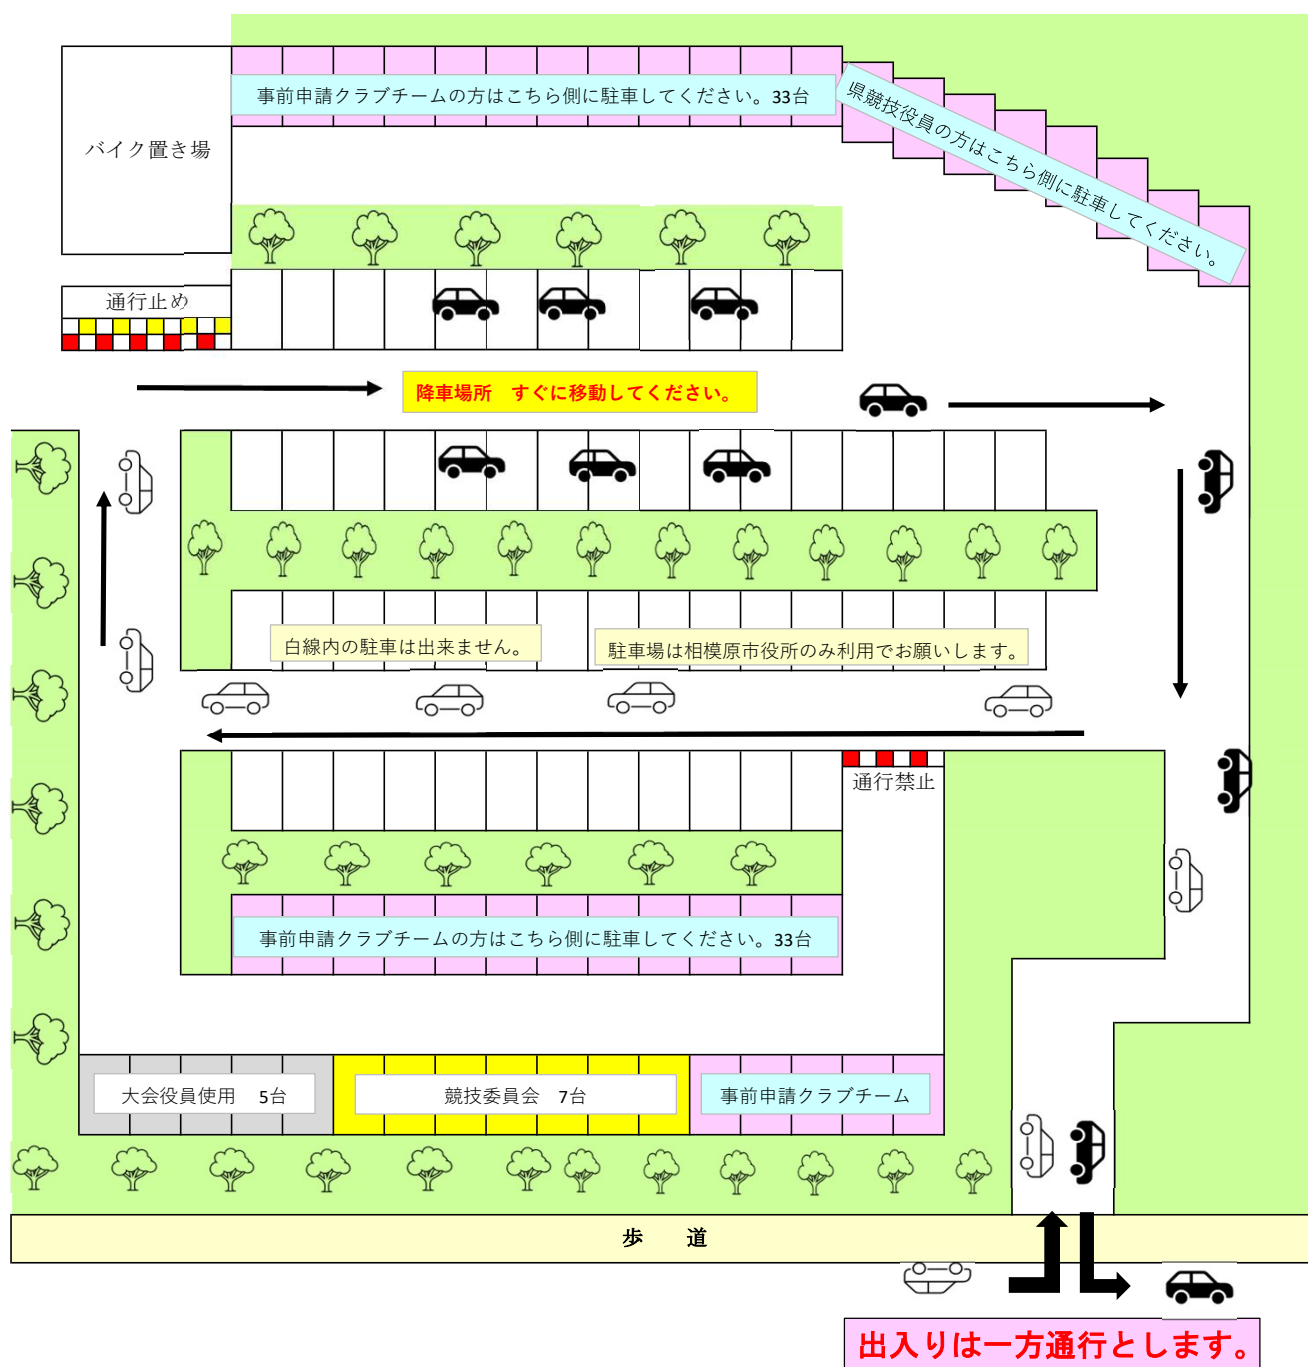 事前申請クラブチームの方はこちら側に駐車してください。33台
県競技役員の方はこちら側に駐車してください。
バイク置き場
通行止め
降車場所　すぐに移動してください。
白線内の駐車は出来ません。
駐車場は相模原市役所のみ利用でお願いします。
通行禁止
事前申請クラブチームの方はこちら側に駐車してください。33台
大会役員使用　5台
競技委員会　7台
事前申請クラブチーム
歩　道
出入りは一方通行とします。